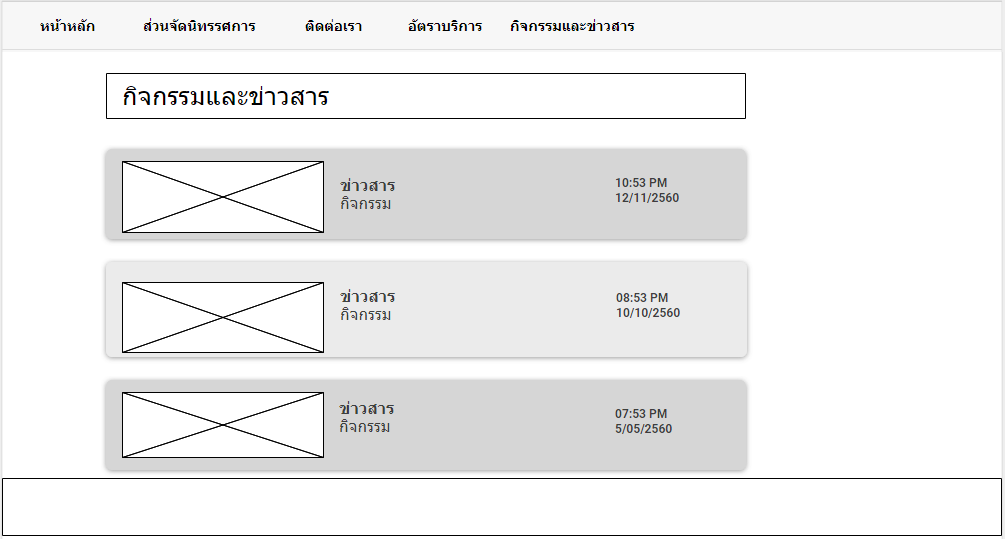 หน้าหลัก ส่วนจัดนิทรรศการ ติดต่อเรา อัตราบริการ กิจกรรมและข่าวสาร
กิจกรรมและข่าวสาร
ข่าวสาร
กิจกรรม
10:53 PM
12/11/2560
ข่าวสาร
กิจกรรม
08:53 PM
10/10/2560
ข่าวสาร
กิจกรรม
07:53 PM
5/05/2560